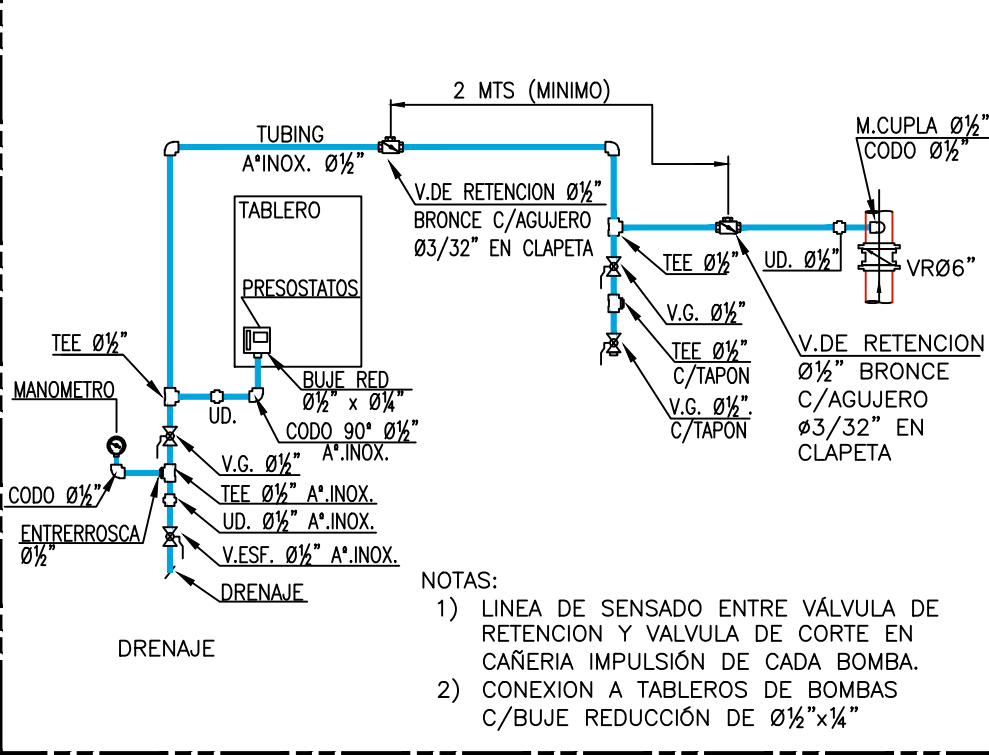 2 MTS (MINIMO)
TUBING
AªINOX. Ø½"
V.DE RETENCION Ø½"
BRONCE C/AGUJERO
Ø3/32" EN CLAPETA
M.CUPLA Ø½"
CODO Ø½"
TABLERO
PRESOSTATOS
TEE Ø½"
UD. Ø½"
VRØ6"
V.G. Ø½"
TEE Ø½"
C/TAPON
V.G. Ø½".
C/TAPON
V.DE RETENCION
Ø½" BRONCE
C/AGUJERO
ø3/32" EN
CLAPETA
TEE Ø½"
MANOMETRO
UD.
BUJE RED
Ø½" x Ø¼"
CODO 90ª Ø½"
Aª.INOX.
V.G. Ø½"
CODO Ø½"
TEE Ø½" Aª.INOX.
UD. Ø½" Aª.INOX.
ENTRERROSCA
Ø½"
V.ESF. Ø½" Aª.INOX.
DRENAJE
DRENAJE
NOTAS:
1) LINEA DE SENSADO ENTRE VÁLVULA DE
RETENCION Y VALVULA DE CORTE EN
CAÑERIA IMPULSIÓN DE CADA BOMBA.
2) CONEXION A TABLEROS DE BOMBAS
C/BUJE REDUCCIÓN DE Ø½"x¼"